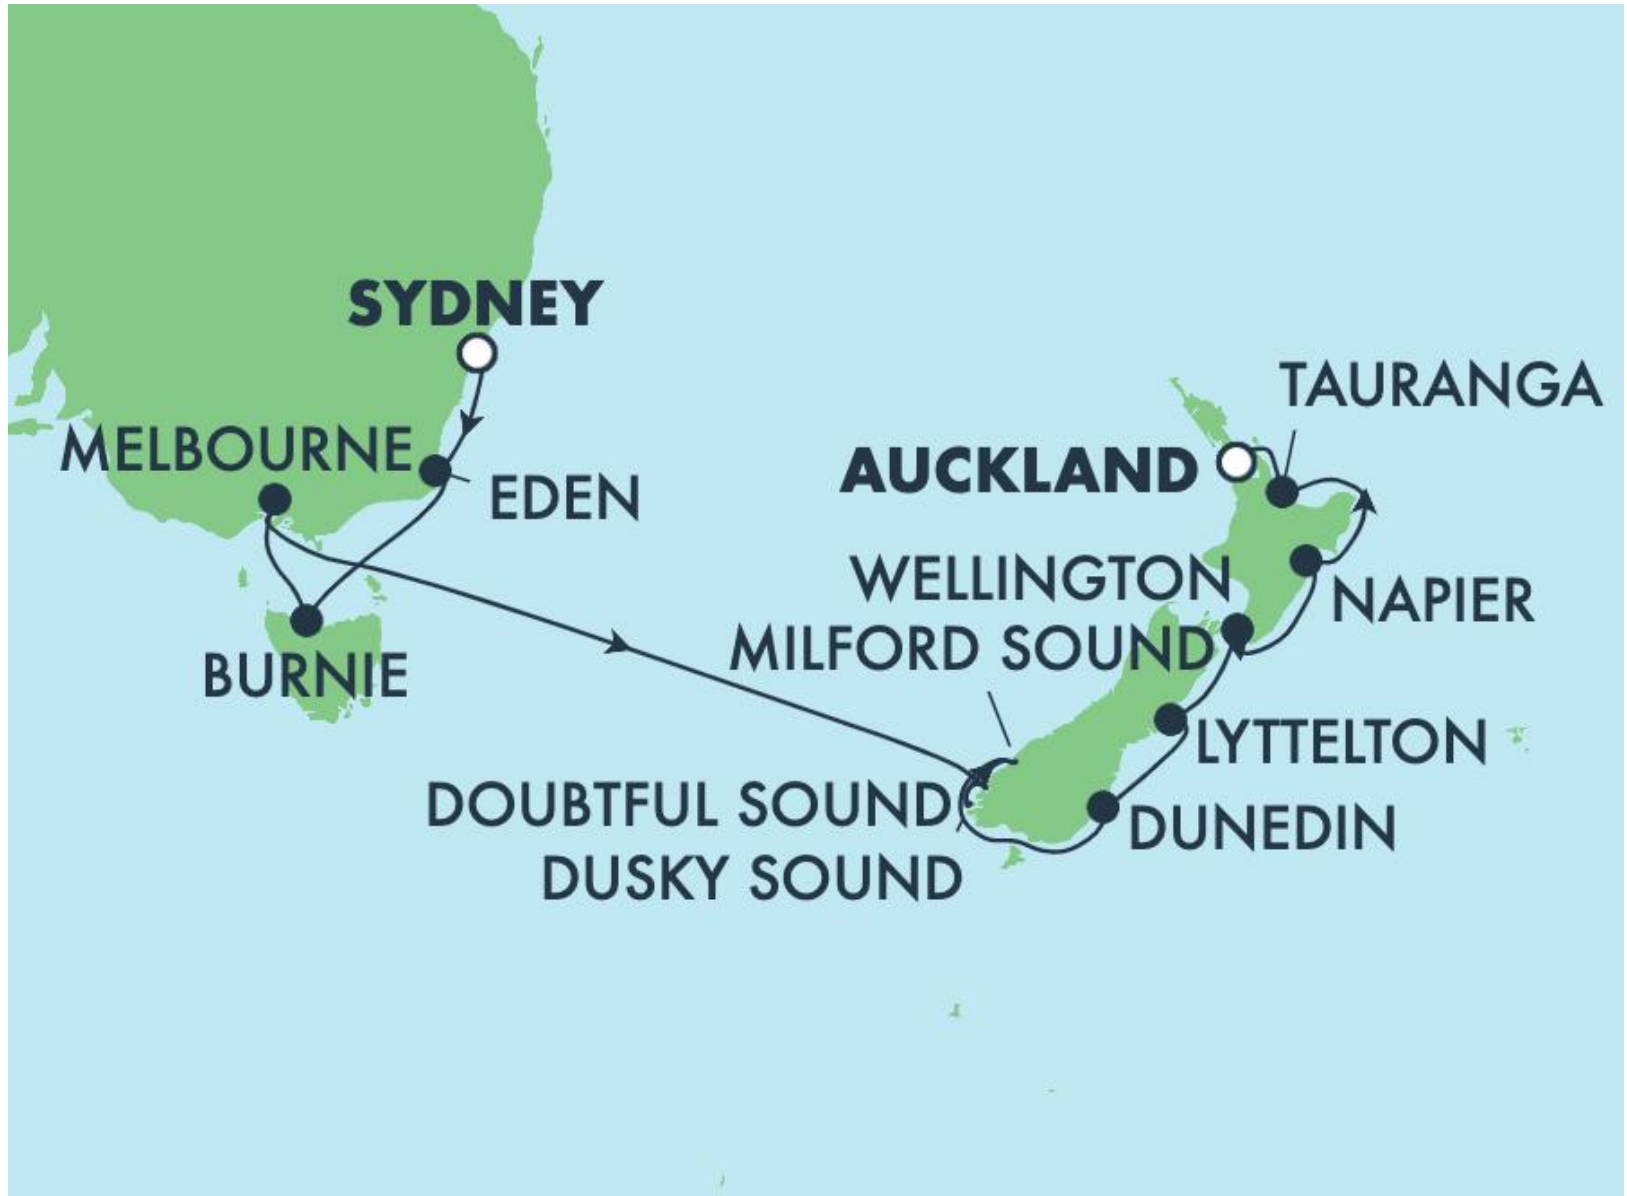 SYDNEY
TAURANGA
MELBOURNE
AUCKLAND
EDEN
WELLINGTON
NAPIER
MILFORD SOUND
BURNIE
LYTTELTON
DOUBTFUL SOUND
DUNEDIN
DUSKY SOUND